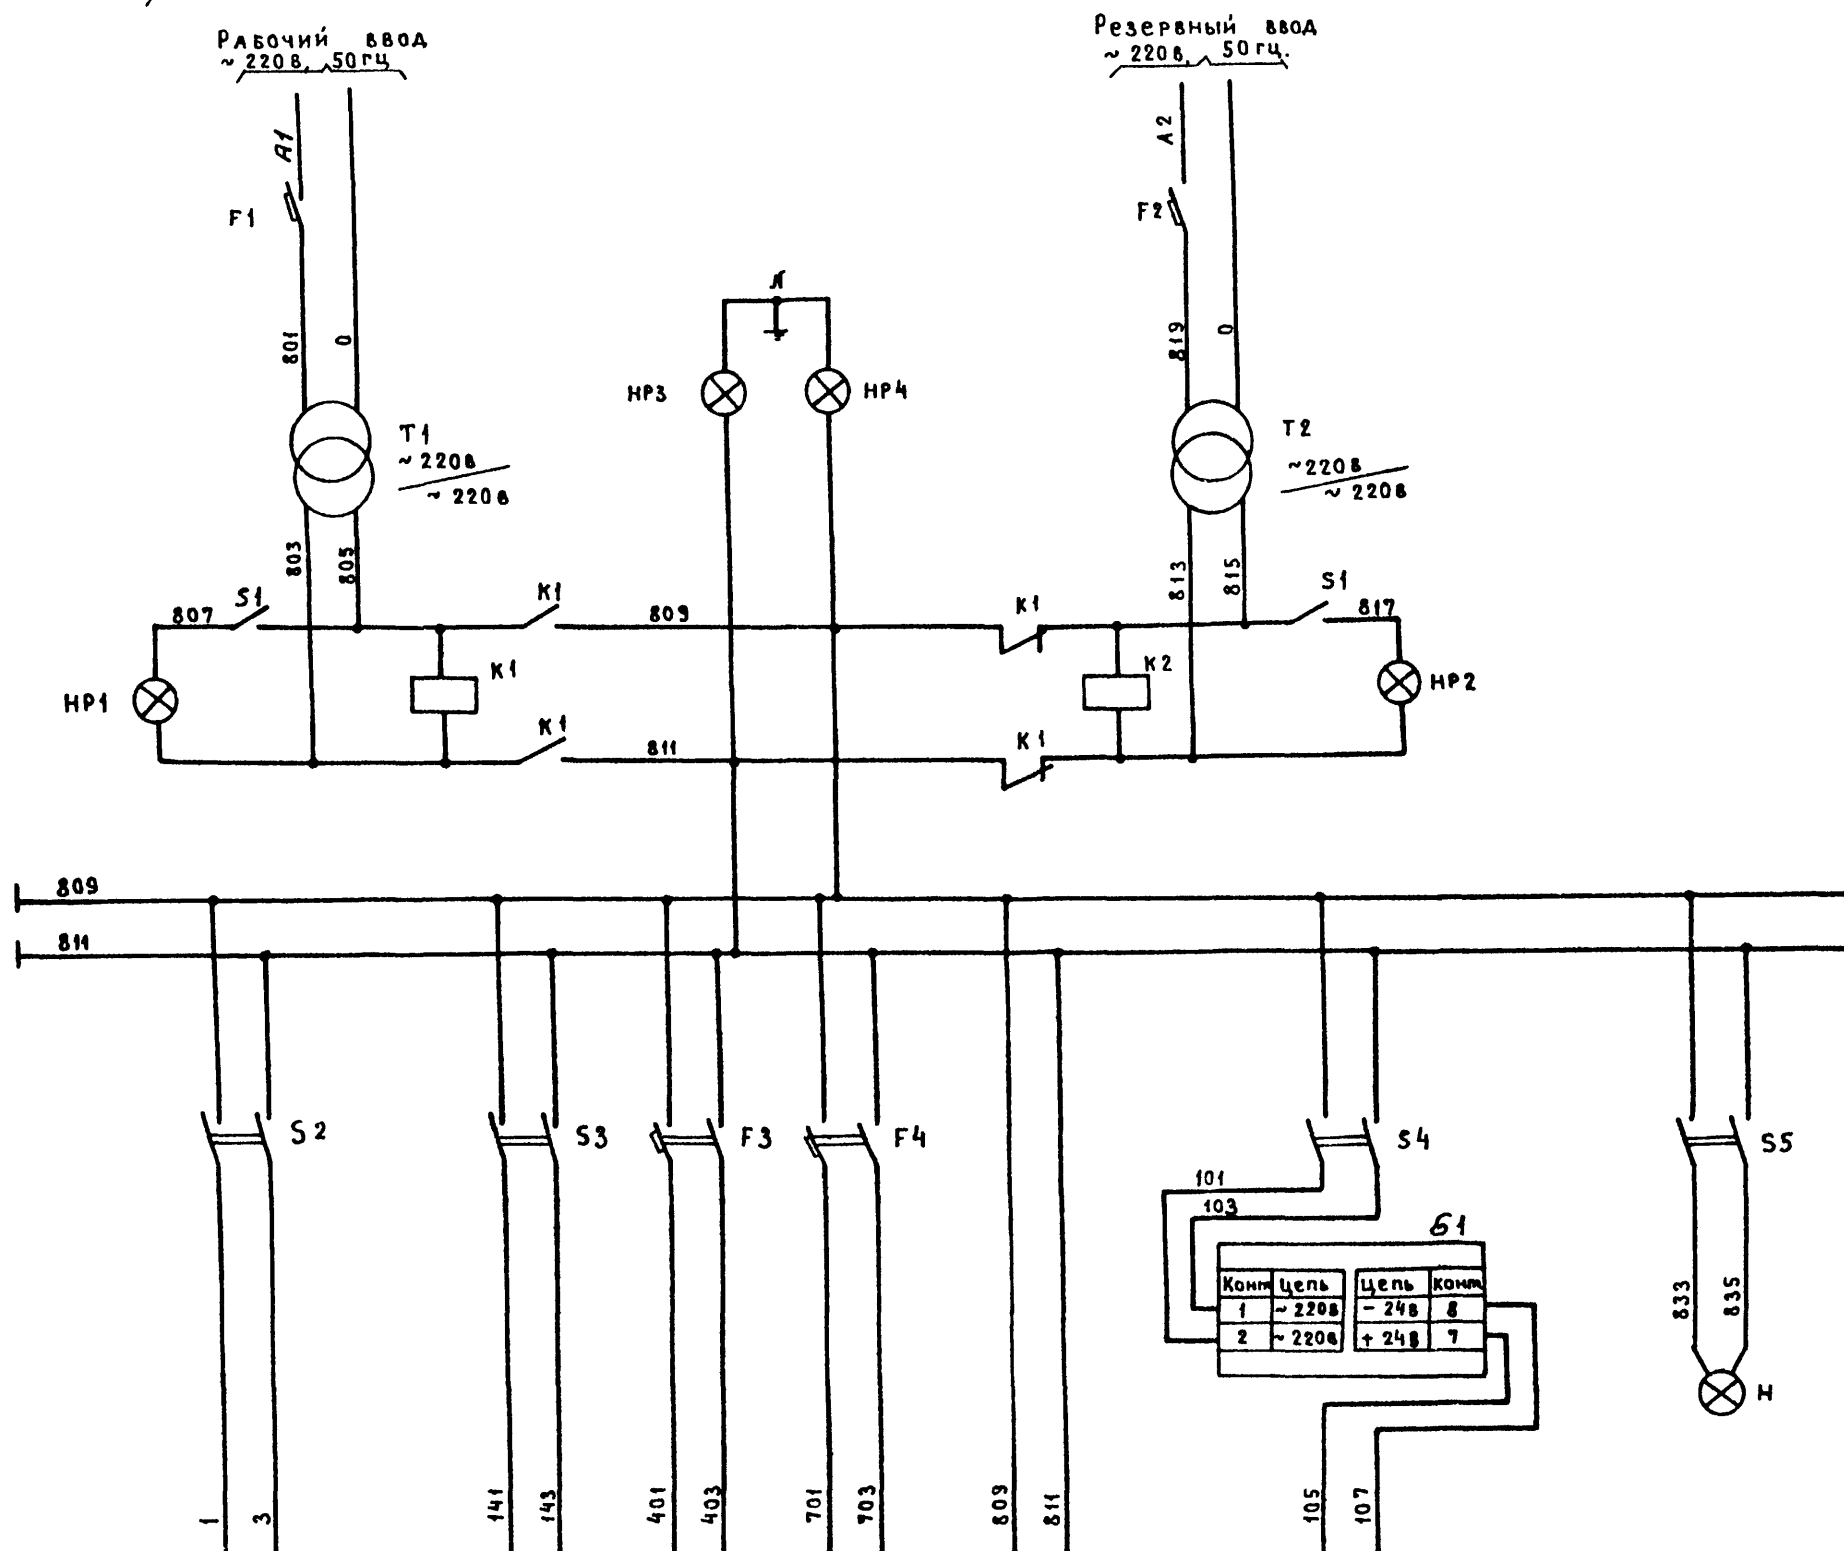 Рабочий ввод
~ 220в, 50гц
Резервный ввод
~ 220в, 50гц.
А1
А2
F1
F2
N
801
0
819
0
НР3
НР4
Т1
~ 220в
~ 220в
Т2
~220в
~ 220в
803
805
813
815
807
S1
К1
809
К1
S1
817
К1
К2
НР1
НР2
К1
811
К1
809
811
S2
S3
F3
F4
S4
S5
101
103
Б1
Конт Цепь Цепь Конт
1 ~ 220в - 24в 8
2 ~ 220в + 24в 7
833
835
Н
1
3
141
143
401
403
701
703
809
811
105
107